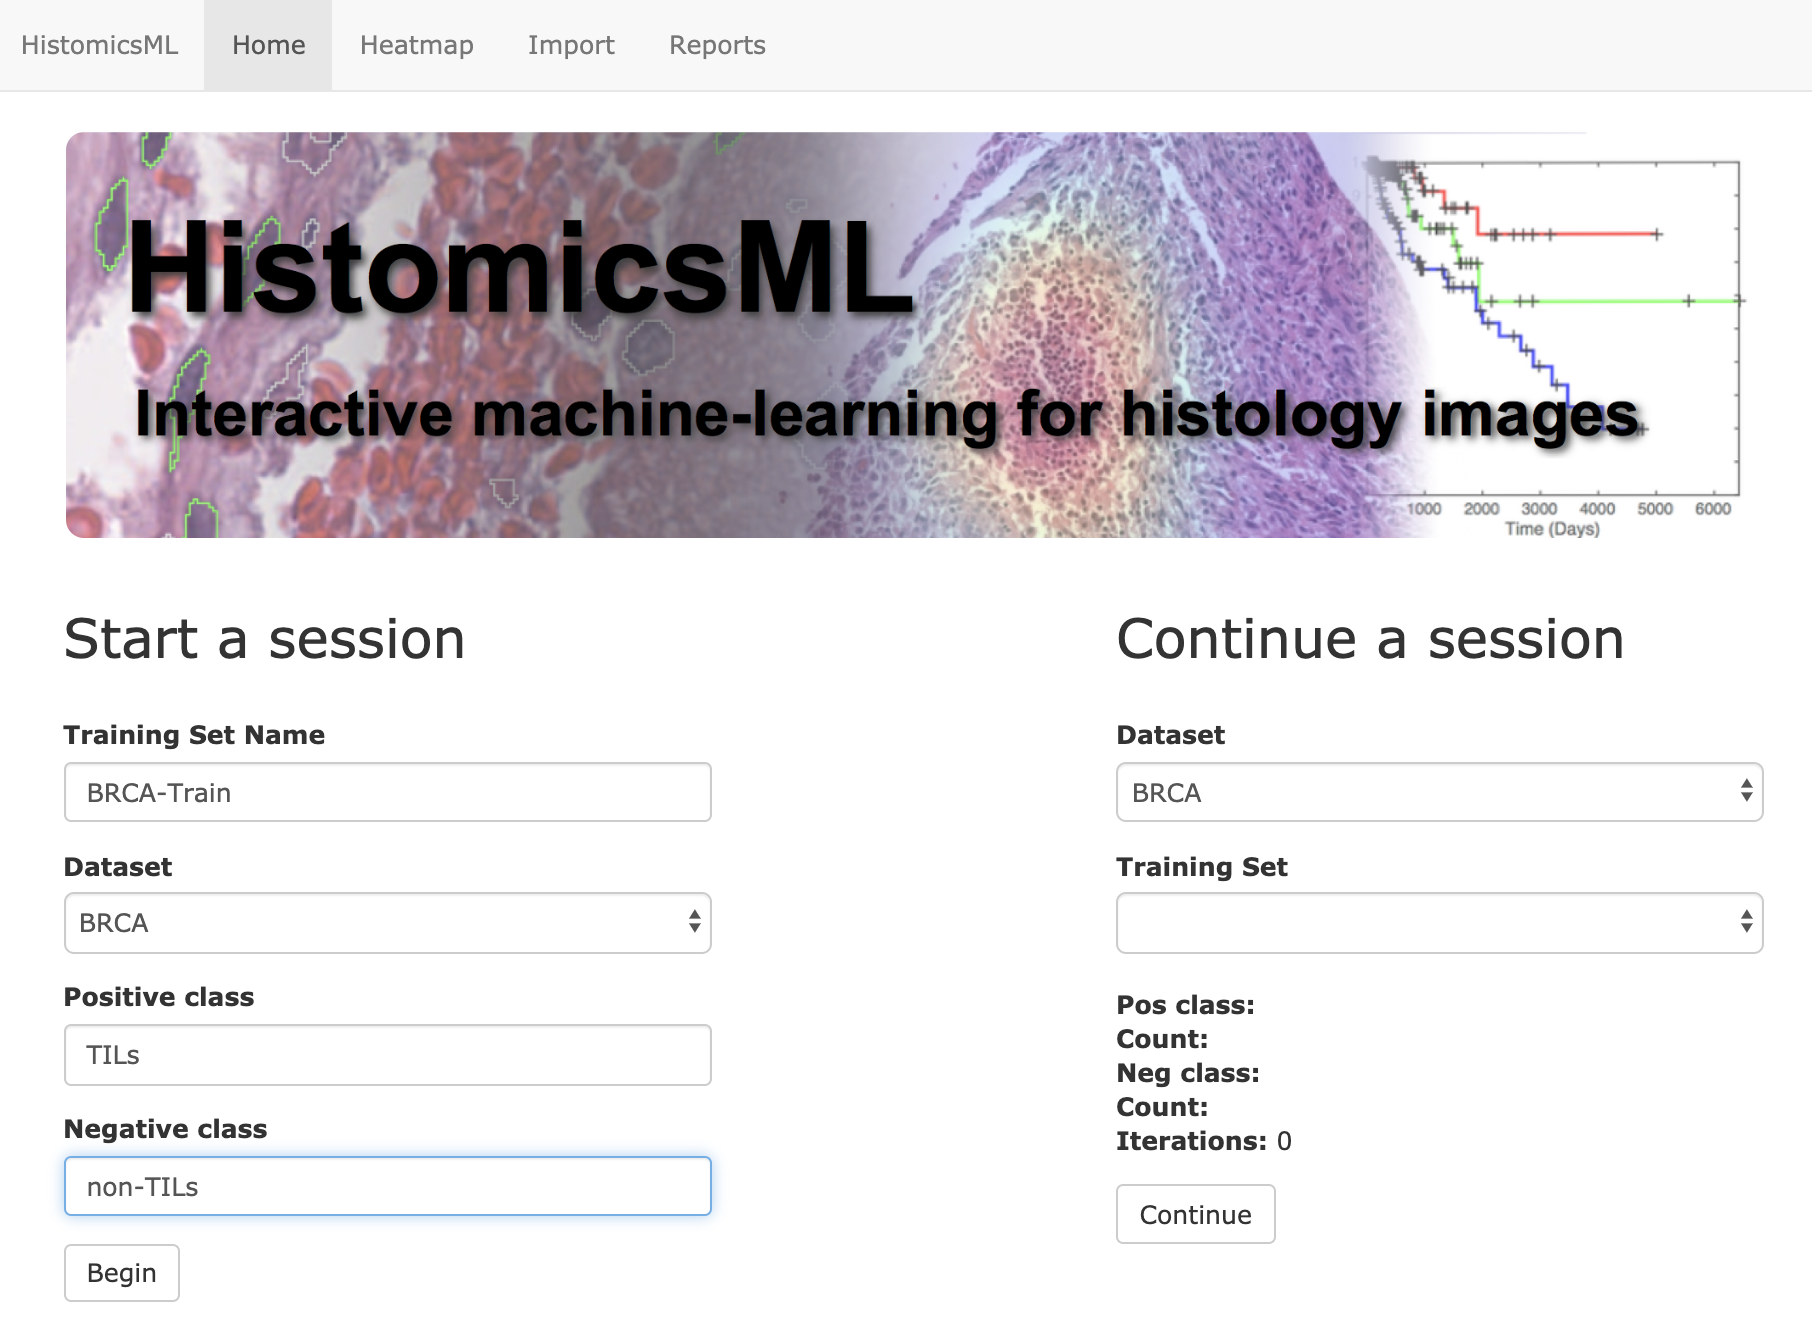 HistomicsML Home Heatmap Import Reports
HistomicsML
Interactive machine-learning for histology images
1000 2000 3000 4000 5000 6000
Time (Days)
Start a session
Training Set Name
BRCA-Train
Dataset
BRCA
Positive class
TILs
Negative class
non-TILs
Begin
Continue a session
Dataset
BRCA
Training Set
Pos class:
Count:
Neg class:
Count:
Iterations: 0
Continue